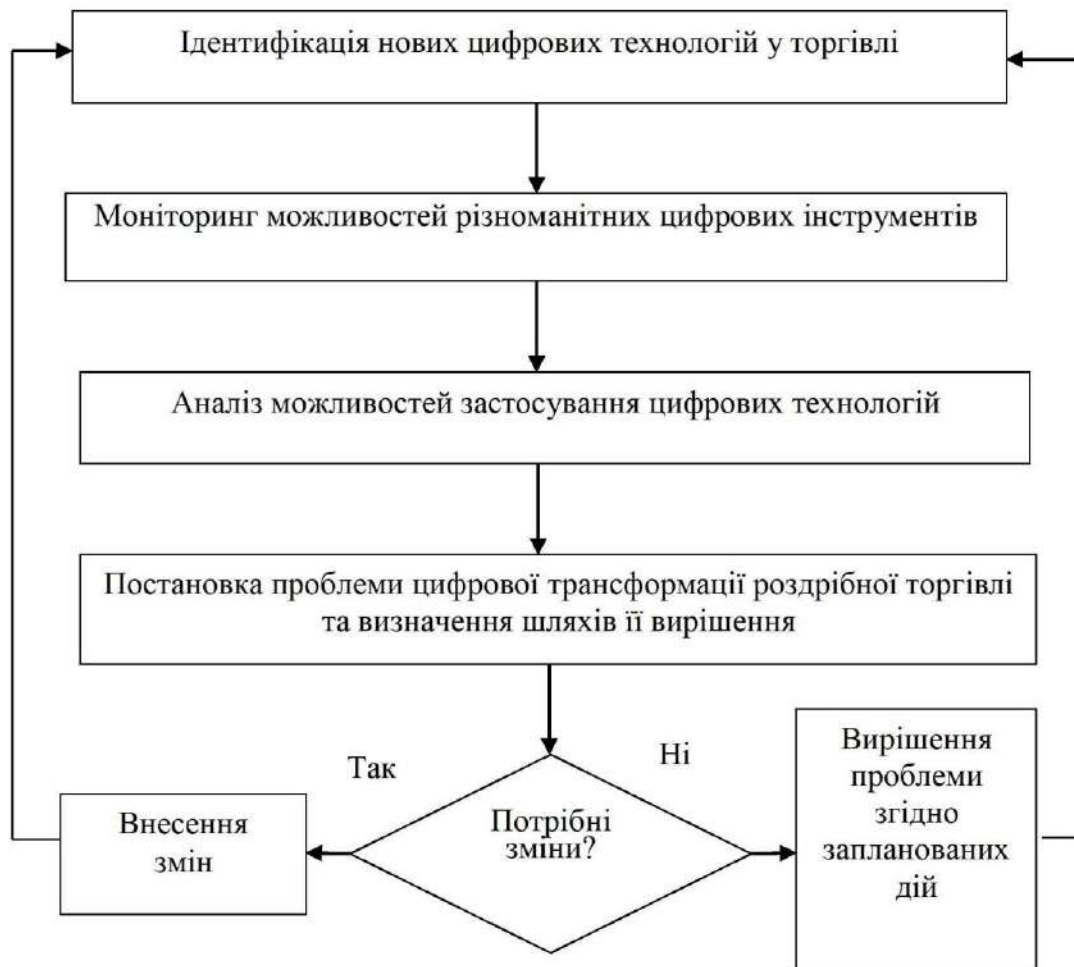 Ідентифікація нових цифрових технологій у торгівлі
Моніторинг можливостей різноманітних цифрових інструментів
Аналіз можливостей застосування цифрових технологій
Постановка проблеми цифрової трансформації роздрібної торгівлі
та визначення шляхів її вирішення
Так
Ні
Внесення
змін
Потрібні
зміни?
Вирішення
проблеми
згідно
запланованих
дій